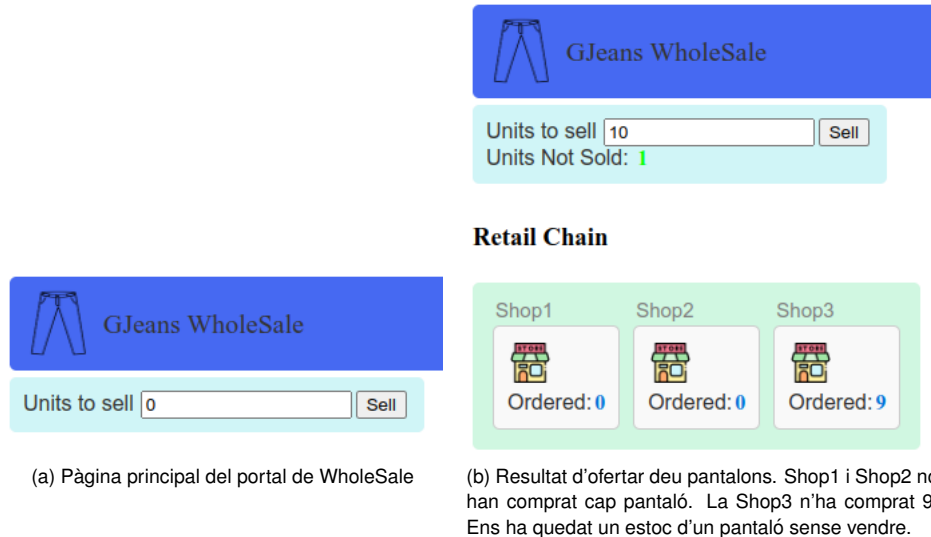 GJeans WholeSale
Units to sell 0 Sell
(a) Pàgina principal del portal de WholeSale
GJeans WholeSale
Units to sell 10 Sell
Units Not Sold: 1
Retail Chain
Shop1 Shop2 Shop3
STORE STORE STORE
Ordered: 0 Ordered: 0 Ordered: 9
(b) Resultat d'ofertar deu pantalons. Shop1 i Shop2 no
han comprat cap pantaló. La Shop3 n'ha comprat 9
Ens ha quedat un estoc d'un pantaló sense vendre.